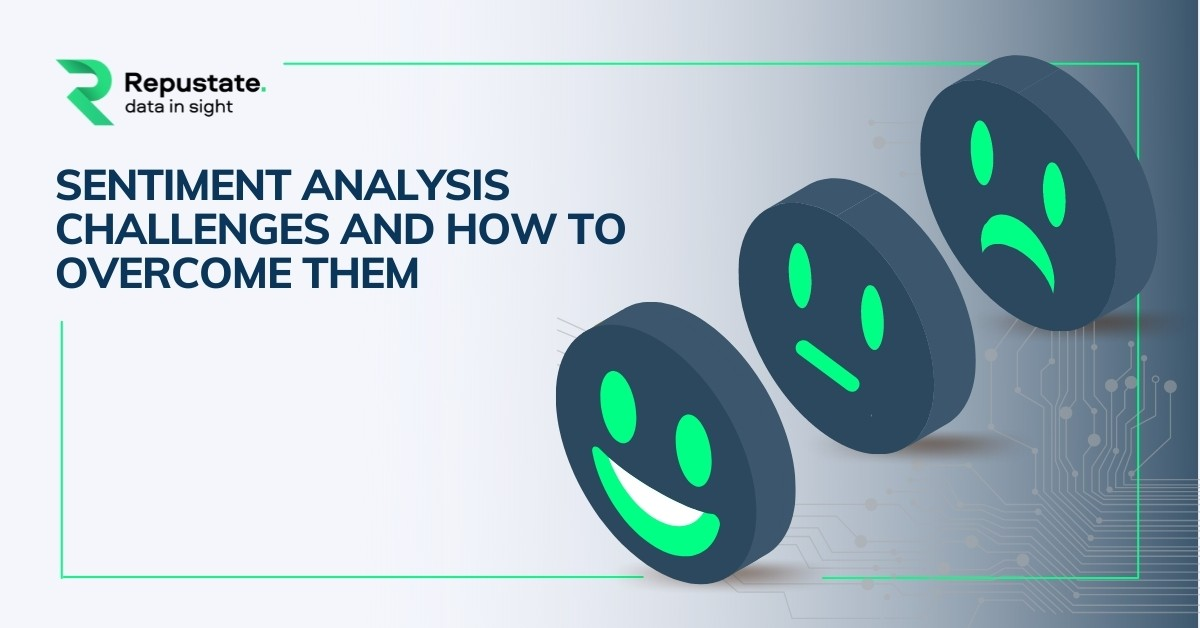 Repustate.
data in sight
SENTIMENT ANALYSIS
CHALLENGES AND HOW TO
OVERCOME THEM